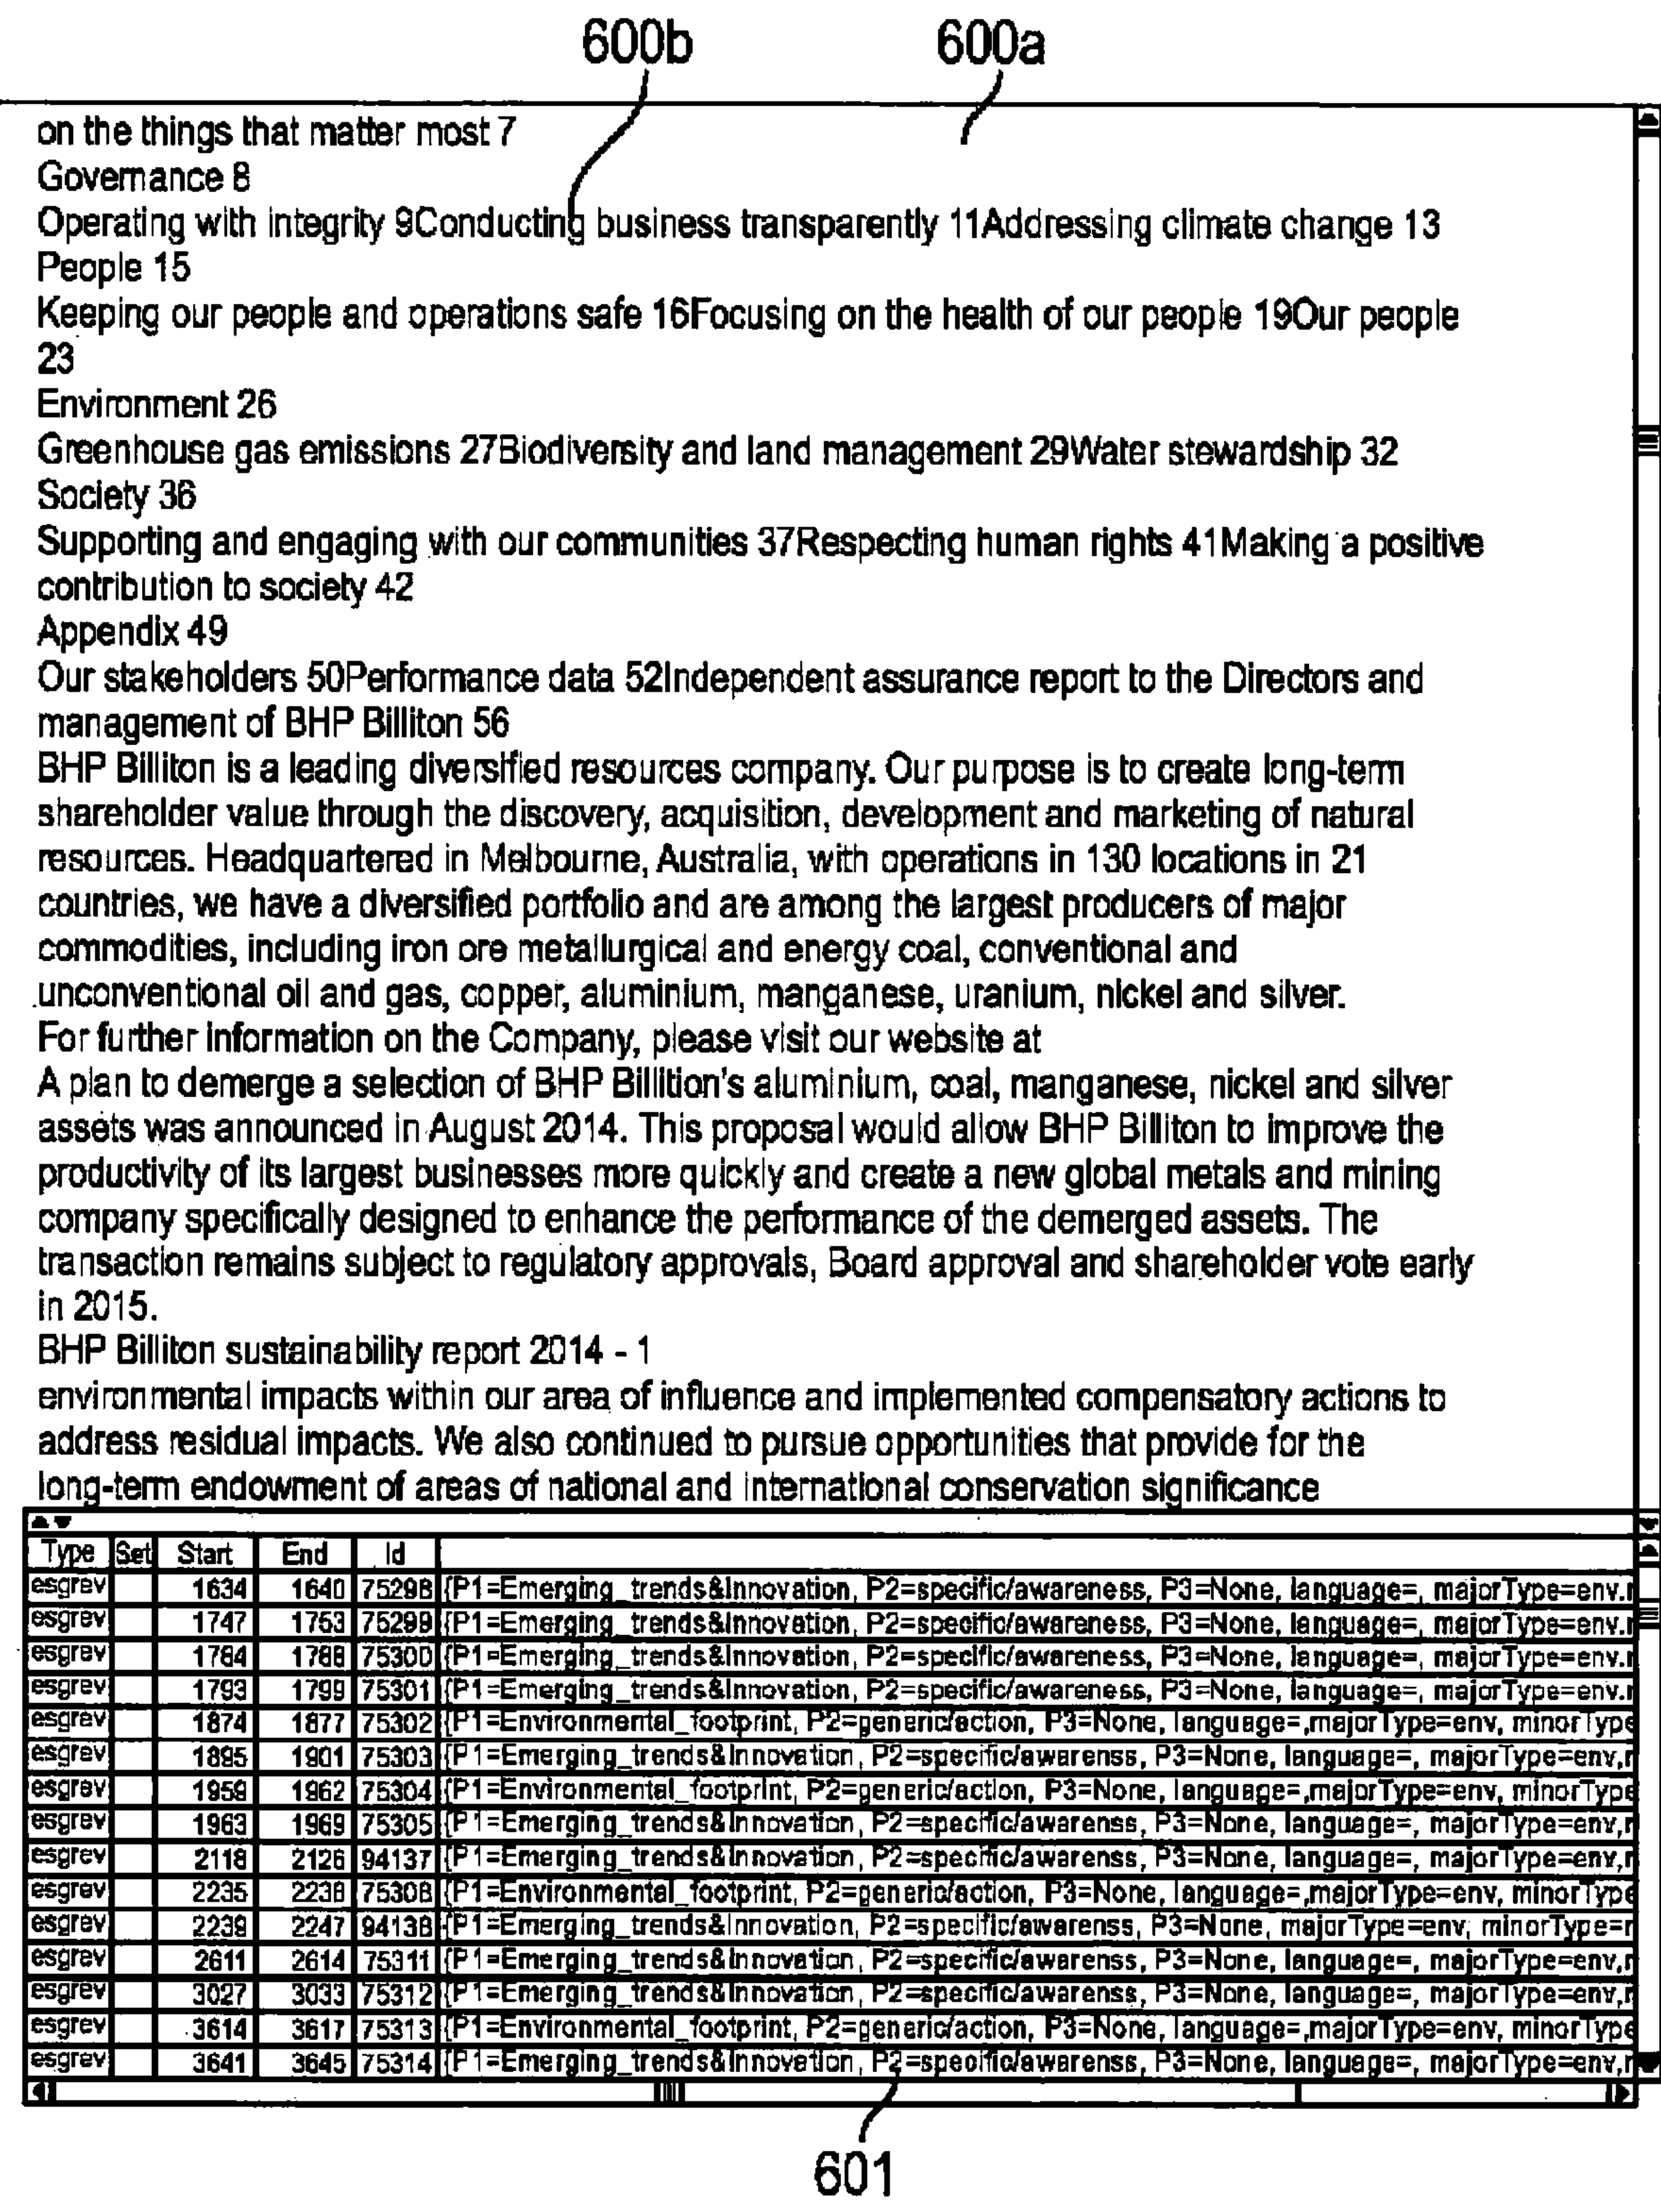 600b 600a
on the things that matter most 7
Governance 8
Operating with integrity 9Conducting business transparently 11Addressing climate change 13
People 15
Keeping our people and operations safe 16Focusing on the health of our people 19Our people
23
Environment 26
Greenhouse gas emissions 27Biodiversity and land management 29Water stewardship 32
Society 36
Supporting and engaging with our communities 37Respecting human rights 41Making a positive
contribution to society 42
Appendix 49
Our stakeholders 50Performance data 52Independent assurance report to the Directors and
management of BHP Billiton 56
BHP Billiton is a leading diversified resources company. Our purpose is to create long-term
shareholder value through the discovery, acquisition, development and marketing of natural
resources. Headquartered in Melbourne, Australia, with operations in 130 locations in 21
countries, we have a diversified portfolio and are among the largest producers of major
commodities, including iron ore metallurgical and energy coal, conventional and
unconventional oil and gas, copper, aluminium, manganese, uranium, nickel and silver.
For further information on the Company, please visit our website at
A plan to demerge a selection of BHP Billition's aluminium, coal, manganese, nickel and silver
assets was announced in August 2014. This proposal would allow BHP Billiton to improve the
productivity of its largest businesses more quickly and create a new global metals and mining
company specifically designed to enhance the performance of the demerged assets. The
transaction remains subject to regulatory approvals, Board approval and shareholder vote early
in 2015.
BHP Billiton sustainability report 2014 - 1
environmental impacts within our area of influence and implemented compensatory actions to
address residual impacts. We also continued to pursue opportunities that provide for the
long-term endowment of areas of national and international conservation significance
Type Set Start End Id
esgrev 1634 1640 75298 {P1=Emerging_trends&Innovation, P2=specific/awareness, P3=None, language=, majorType=env.r
esgrev 1747 1753 75299 {P1=Emerging_trends&Innovation, P2=specific/awareness, P3=None, language=, majorType=env.r
esgrev 1784 1788 75300 {P1=Emerging_trends&Innovation, P2=specific/awareness, P3=None, language=, majorType=env.r
esgrev 1793 1799 75301 {P1=Emerging_trends&Innovation, P2=specific/awareness, P3=None, language=, majorType=env.r
esgrev 1874 1877 75302 {P1=Environmental_footprint, P2=generic/action, P3=None, language=,majorType=env, minorType
esgrev 1895 1901 75303 {P1=Emerging_trends&Innovation, P2=specific/awarenss, P3=None, language=, majorType=env,r
esgrev 1959 1962 75304 {P1=Environmental_footprint, P2=generic/action, P3=None, language=,majorType=env, minorType
esgrev 1963 1969 75305 {P1=Emerging_trends&Innovation, P2=specific/awarenss, P3=None, language=, majorType=env,r
esgrev 2118 2126 94137 {P1=Emerging_trends&Innovation, P2=specific/awarenss, P3=None, language=, majorType=env,r
esgrev 2235 2238 75308 {P1=Environmental_footprint, P2=generic/action, P3=None, language=,majorType=env, minorType
esgrev 2239 2247 94138 {P1=Emerging_trends&Innovation, P2=specific/awarenss, P3=None, majorType=env, minorType=r
esgrev 2611 2614 75311 {P1=Emerging_trends&Innovation, P2=specific/awarenss, P3=None, language=, majorType=env,r
esgrev 3027 3033 75312 {P1=Emerging_trends&Innovation, P2=specific/awarenss, P3=None, language=, majorType=env,r
esgrev 3614 3617 75313 {P1=Environmental_footprint, P2=generic/action, P3=None, language=,majorType=env, minorType
esgrev 3641 3645 75314 {P1=Emerging_trends&Innovation, P2=specific/awarenss, P3=None, language=, majorType=env,r
601